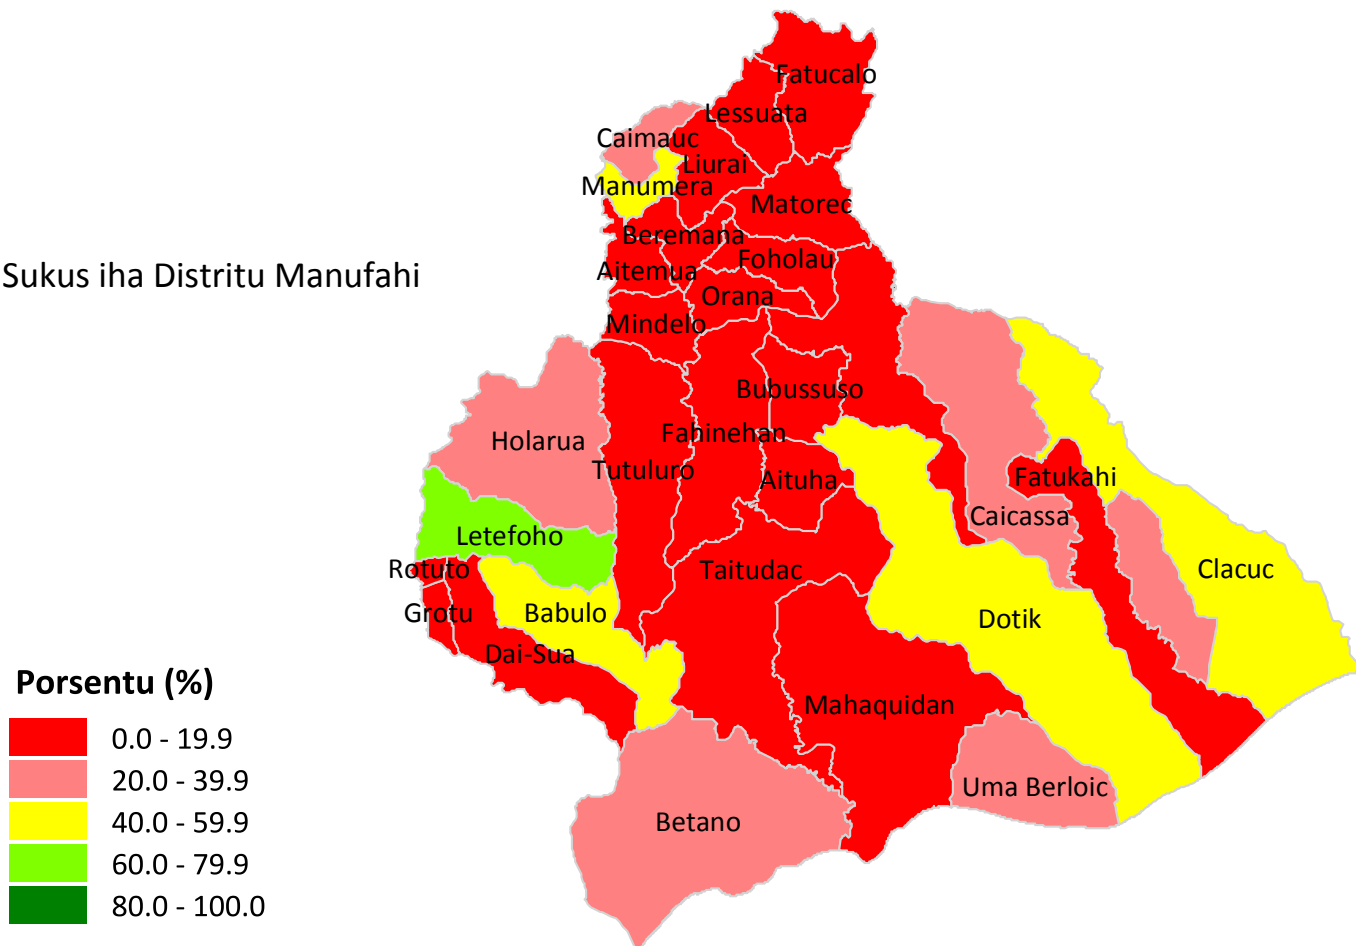 Fatucalo
Lessuata
Caimauc
Liurai
Manumera
Matorec
Beremana
Foholau
Aitemua
Sukus iha Distritu Manufahi
Orana
Mindelo
Bubussuso
Fahinehan
Holarua
Tutuluro
Aituha
Fatukahi
Caicassa
Letefoho
Rotuto
Taitudac
Clacuc
Grotu
Babulo
Dotik
Dai-Sua
Mahaquidan
Uma Berloic
Betano
Porsentu (%)
0.0 - 19.9
20.0 - 39.9
40.0 - 59.9
60.0 - 79.9
80.0 - 100.0